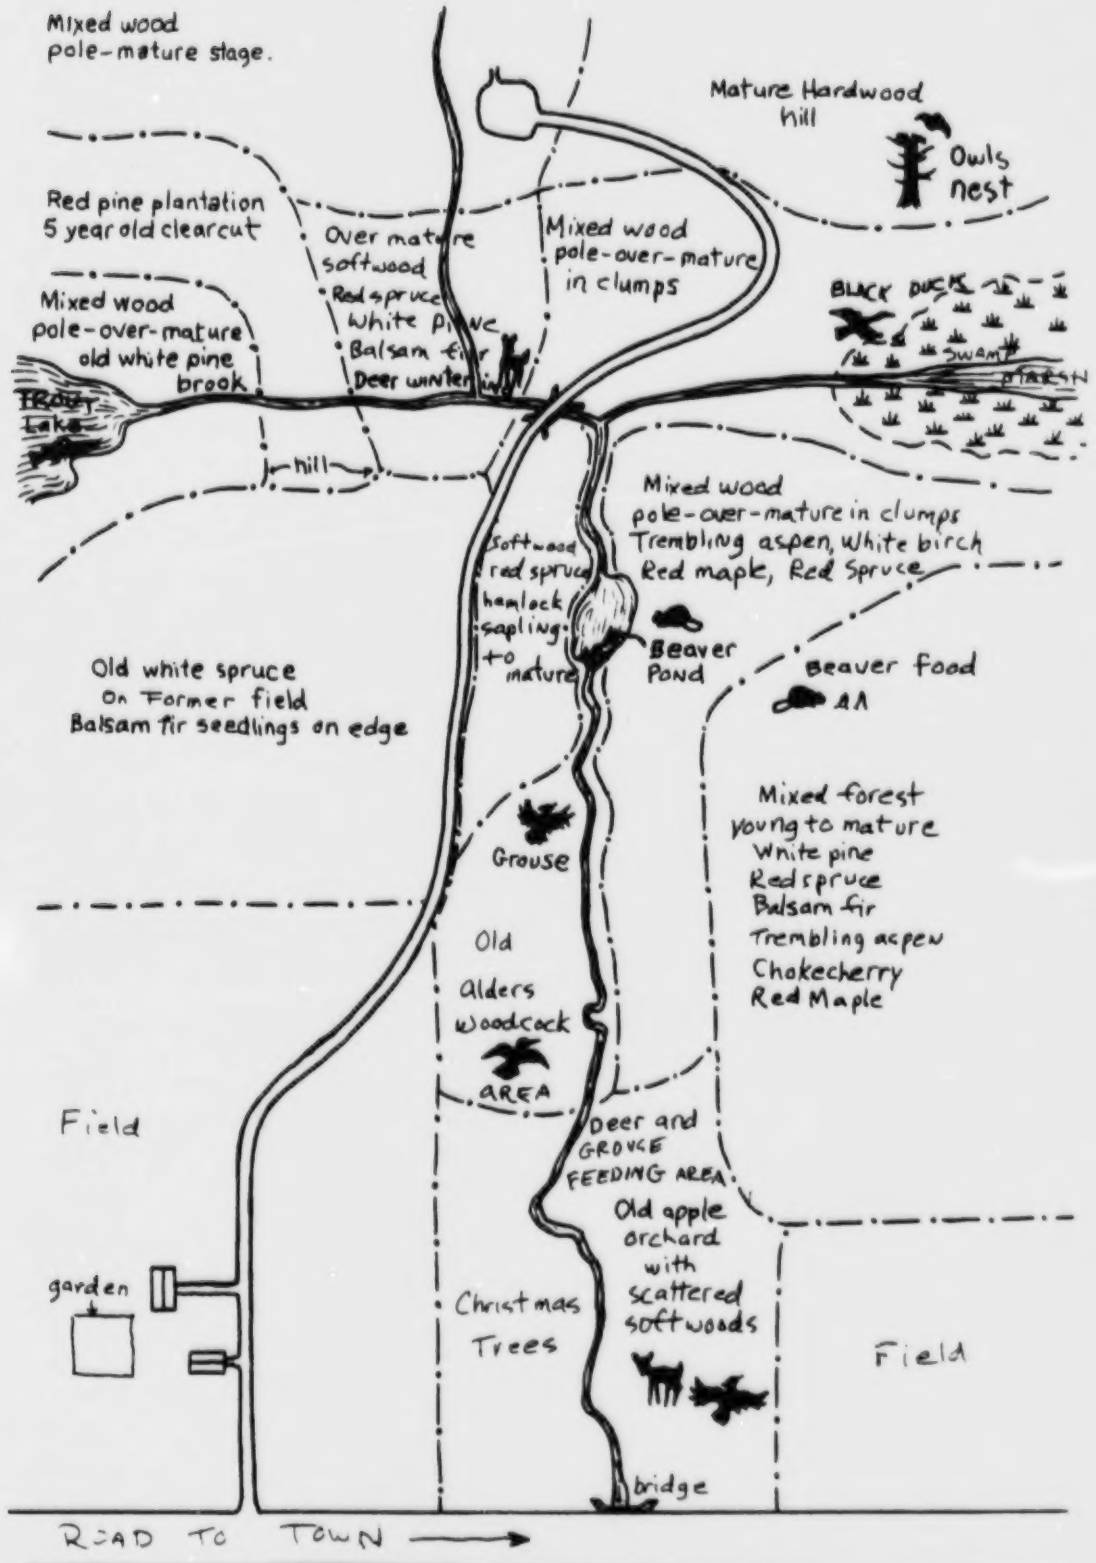 Mixed wood
pole-mature stage.
Mature Hardwood
hill
Owls
nest
Red pine plantation
5 year old clearcut
Over mature
softwood
Red spruce
White pine
Balsam fir
Deer wintering
Mixed wood
pole-over-mature
in clumps
BLACK DUCKS
SWAMP
MARSH
Mixed wood
pole-over-mature
old white pine
brook
TROUT
Lake
hill
Mixed wood
pole-over-mature in clumps
Trembling aspen, White birch
Red maple, Red Spruce
softwood
red spruce
hemlock
sapling
to
mature
Beaver
POND
Beaver food
Old white spruce
On Former field
Balsam fir seedlings on edge
Grouse
Mixed forest
young to mature
White pine
Red spruce
Balsam fir
Trembling aspen
Chokecherry
Red Maple
Old
Alders
Woodcock
AREA
Field
Deer and
GROUSE
FEEDING AREA
Old apple
orchard
with
scattered
softwoods
garden
Christmas
Trees
Field
bridge
ROAD TO TOWN